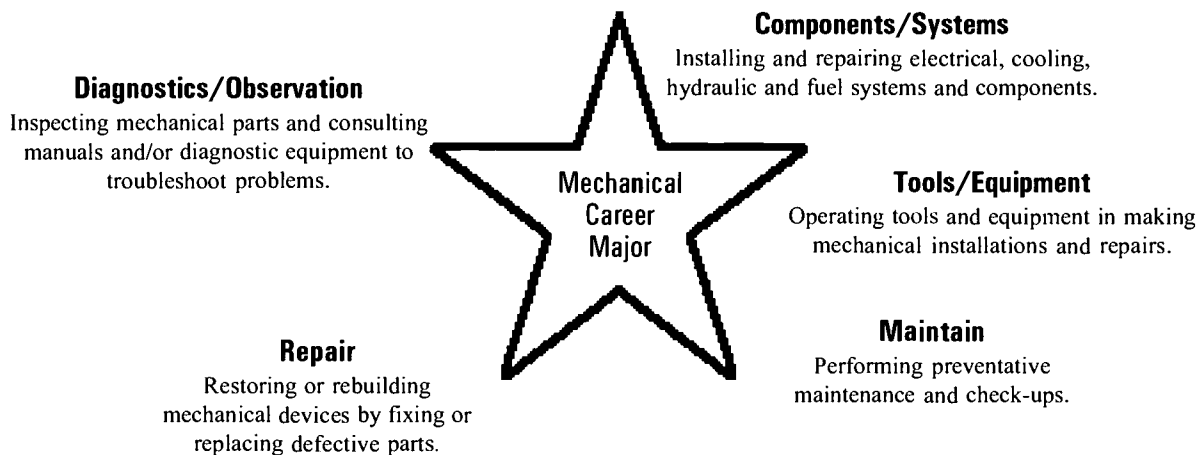 Components/Systems
Installing and repairing electrical, cooling,
hydraulic and fuel systems and components.
Diagnostics/Observation
Inspecting mechanical parts and consulting
manuals and/or diagnostic equipment to
troubleshoot problems.
Mechanical
Career
Major
Tools/Equipment
Operating tools and equipment in making
mechanical installations and repairs.
Repair
Restoring or rebuilding
mechanical devices by fixing or
replacing defective parts.
Maintain
Performing preventative
maintenance and check-ups.